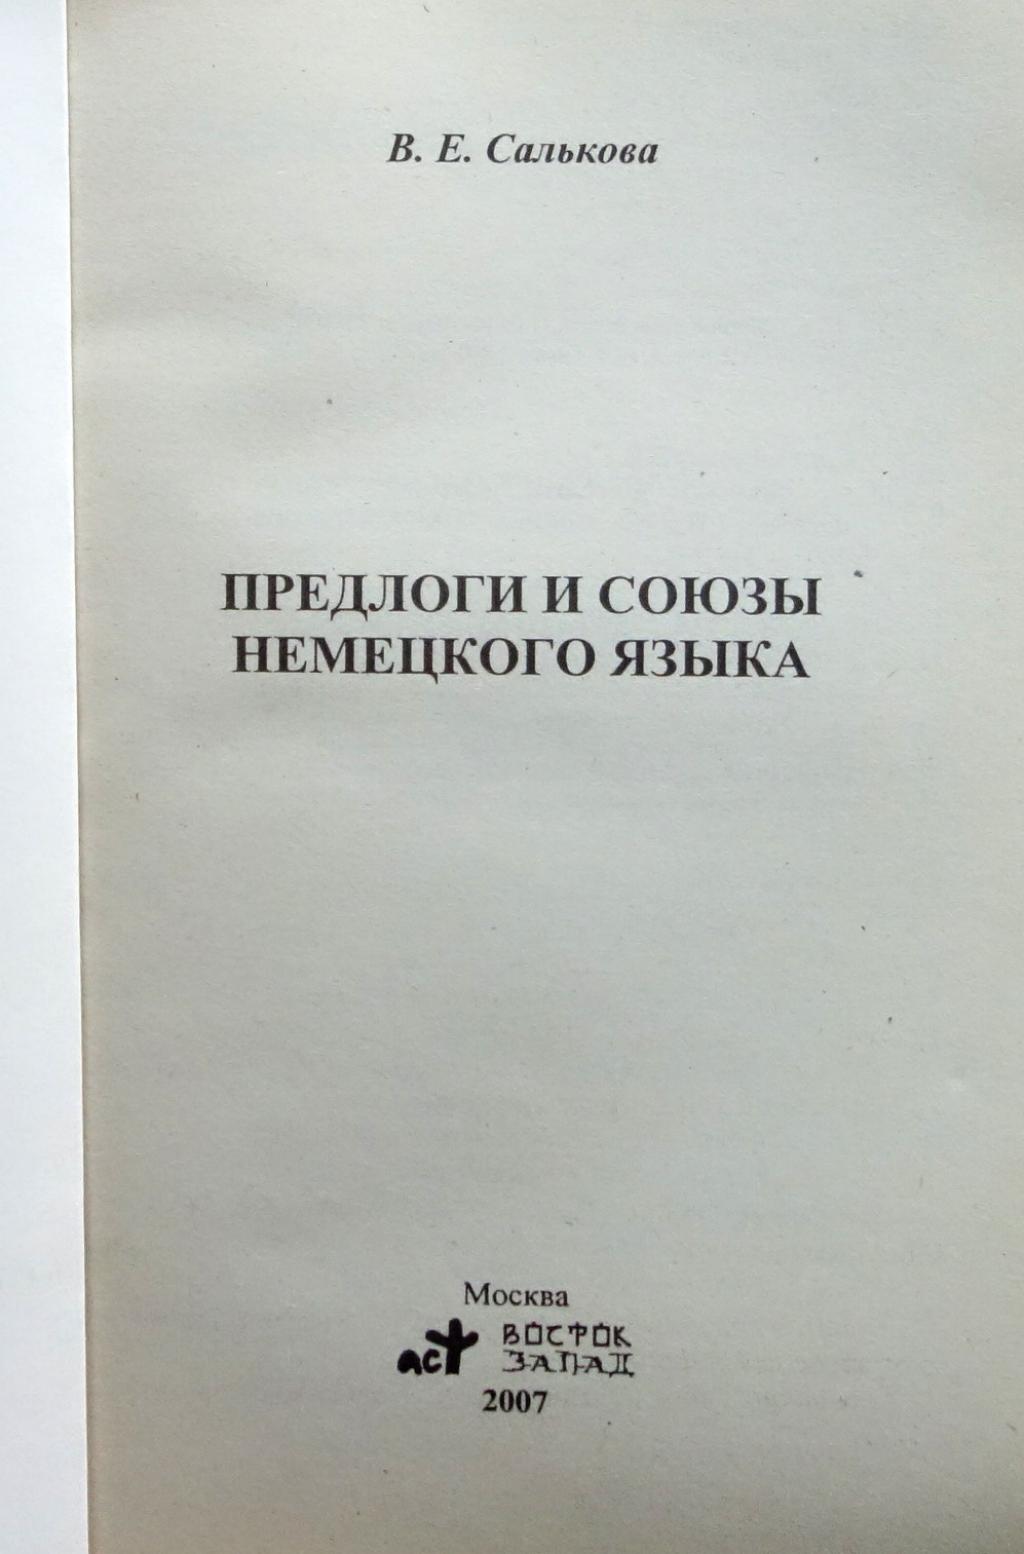 В. Е. Салькова
ПРЕДЛОГИ И СОЮЗЫ
НЕМЕЦКОГО ЯЗЫКА
Москва
аст ВОСТОК
ЗАПАД
2007